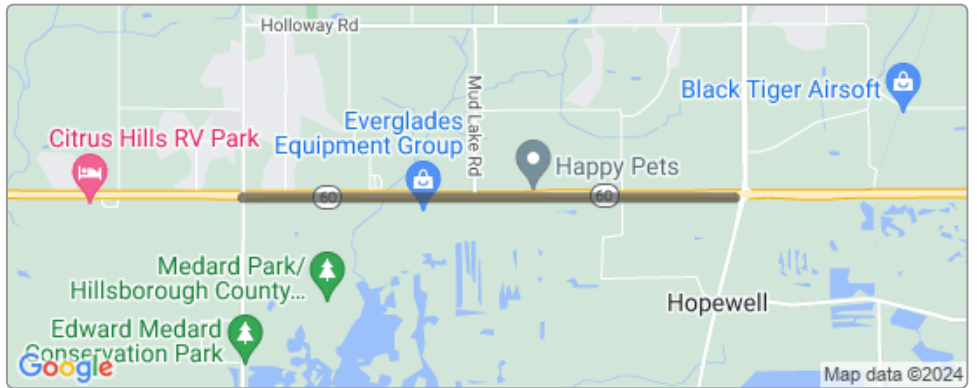 Holloway Rd
Mud Lake Rd
Black Tiger Airsoft
Everglades
Equipment Group
Citrus Hills RV Park
Happy Pets
60
60
Medard Park/
Hillsborough County...
Hopewell
Edward Medard
Conservation Park
Google
Map data ©2024